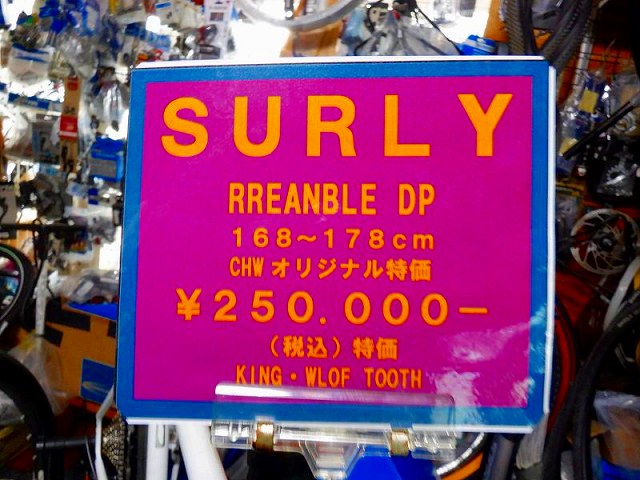 SURLY
RREANBLE DP
168～178cm
CHWオリジナル特価
¥250.000−
（税込）特価
KING・WLOF TOOTH